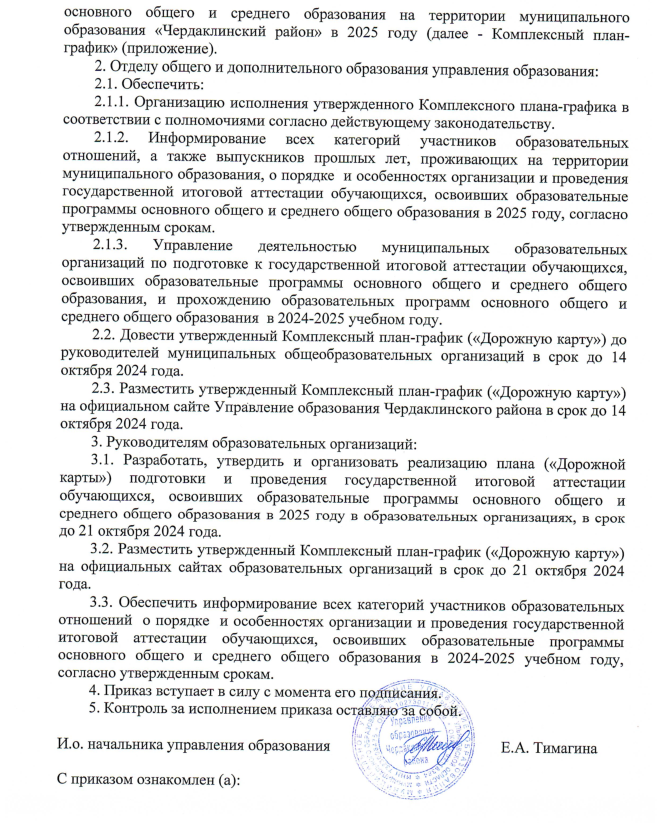 основного общего и среднего образования на территории муниципального
образования «Чердаклинский район» в 2025 году (далее - Комплексный план-
график» (приложение).
2. Отделу общего и дополнительного образования управления образования:
2.1. Обеспечить:
2.1.1. Организацию исполнения утвержденного Комплексного плана-графика в
соответствии с полномочиями согласно действующему законодательству.
2.1.2. Информирование всех категорий участников образовательных
отношений, а также выпускников прошлых лет, проживающих на территории
муниципального образования, о порядке и особенностях организации и проведения
государственной итоговой аттестации обучающихся, освоивших образовательные
программы основного общего и среднего общего образования в 2025 году, согласно
утвержденным срокам.
2.1.3. Управление деятельностью муниципальных образовательных
организаций по подготовке к государственной итоговой аттестации обучающихся,
освоивших образовательные программы основного общего и среднего общего
образования, и прохождению образовательных программ основного общего и
среднего общего образования в 2024-2025 учебном году.
2.2. Довести утвержденный Комплексный план-график («Дорожную карту») до
руководителей муниципальных общеобразовательных организаций в срок до 14
октября 2024 года.
2.3. Разместить утвержденный Комплексный план-график («Дорожную карту»)
на официальном сайте Управление образования Чердаклинского района в срок до 14
октября 2024 года.
3. Руководителям образовательных организаций:
3.1. Разработать, утвердить и организовать реализацию плана («Дорожной
карты») подготовки и проведения государственной итоговой аттестации
обучающихся, освоивших образовательные программы основного общего и
среднего общего образования в 2025 году в образовательных организациях, в срок
до 21 октября 2024 года.
3.2. Разместить утвержденный Комплексный план-график («Дорожную карту»)
на официальных сайтах образовательных организаций в срок до 21 октября 2024
года.
3.3. Обеспечить информирование всех категорий участников образовательных
отношений о порядке и особенностях организации и проведения государственной
итоговой аттестации обучающихся, освоивших образовательные программы
основного общего и среднего общего образования в 2024-2025 учебном году,
согласно утвержденным срокам.
4. Приказ вступает в силу с момента его подписания.
5. Контроль за исполнением приказа оставляю за собой.
Управление
образования
района
И.о. начальника управления образования Е.А. Тимагина
С приказом ознакомлен (а):